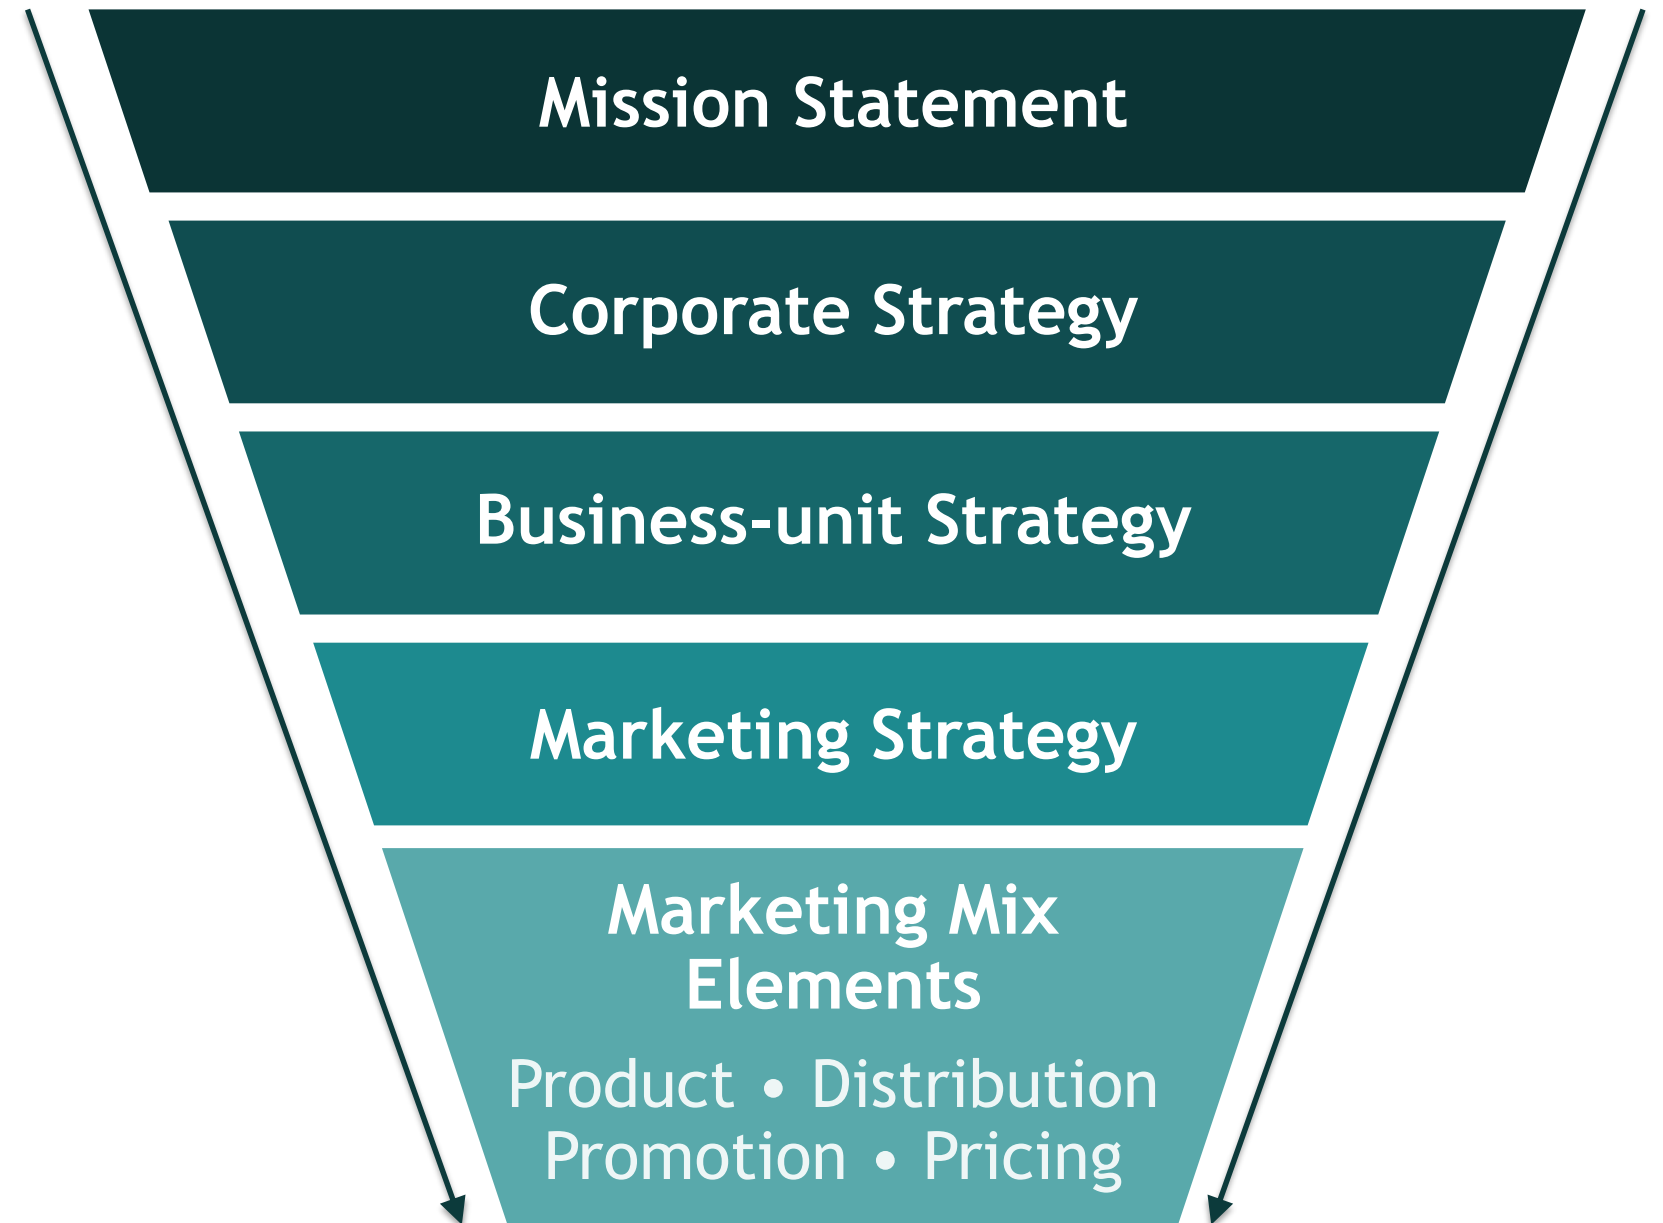 Mission Statement
Corporate Strategy
Business-unit Strategy
Marketing Strategy
Marketing Mix
Elements
Product • Distribution
Promotion • Pricing